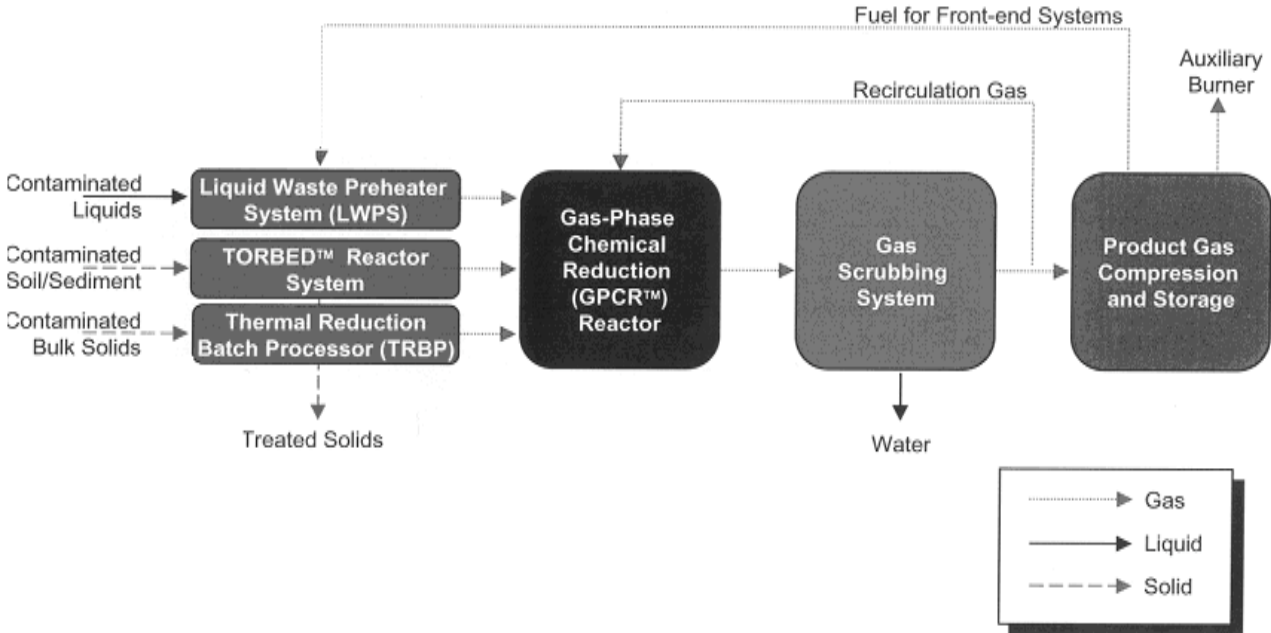 Fuel for Front-end Systems
Auxiliary
Burner
Recirculation Gas
Contaminated
Liquids
Liquid Waste Preheater
System (LWPS)
Contaminated
Soil/Sediment
TORBED™ Reactor
System
Contaminated
Bulk Solids
Thermal Reduction
Batch Processor (TRBP)
Gas-Phase
Chemical
Reduction
(GPCR™)
Reactor
Gas
Scrubbing
System
Product Gas
Compression
and Storage
Treated Solids
Water
Gas
Liquid
Solid